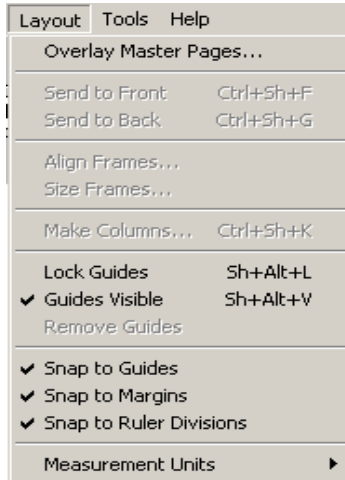 Layout Tools Help
Overlay Master Pages...
Send to Front Ctrl+Sh+F
Send to Back Ctrl+Sh+G
Align Frames...
Size Frames...
Make Columns... Ctrl+Sh+K
Lock Guides Sh+Alt+L
Guides Visible Sh+Alt+V
Remove Guides
Snap to Guides
Snap to Margins
Snap to Ruler Divisions
Measurement Units